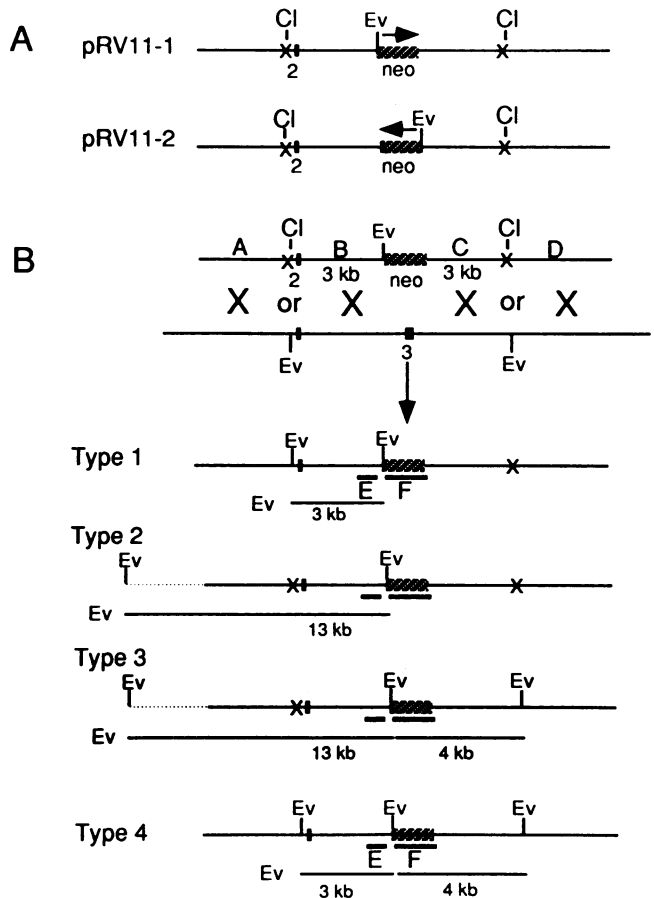 A
Cl Ev Cl
pRV11-1
X X
2 neo
Cl Ev Cl
pRV11-2
X X
2 neo
B
Cl Ev Cl
A B C D
X X
2 3 kb neo 3 kb
X or X X or X
3
Ev Ev
Type 1
Ev Ev
X
E F
Ev
3 kb
Type 2
Ev Ev
X X
Ev
13 kb
Type 3
Ev Ev Ev
X
Ev
13 kb 4 kb
Type 4
Ev Ev Ev
E F
Ev
3 kb 4 kb